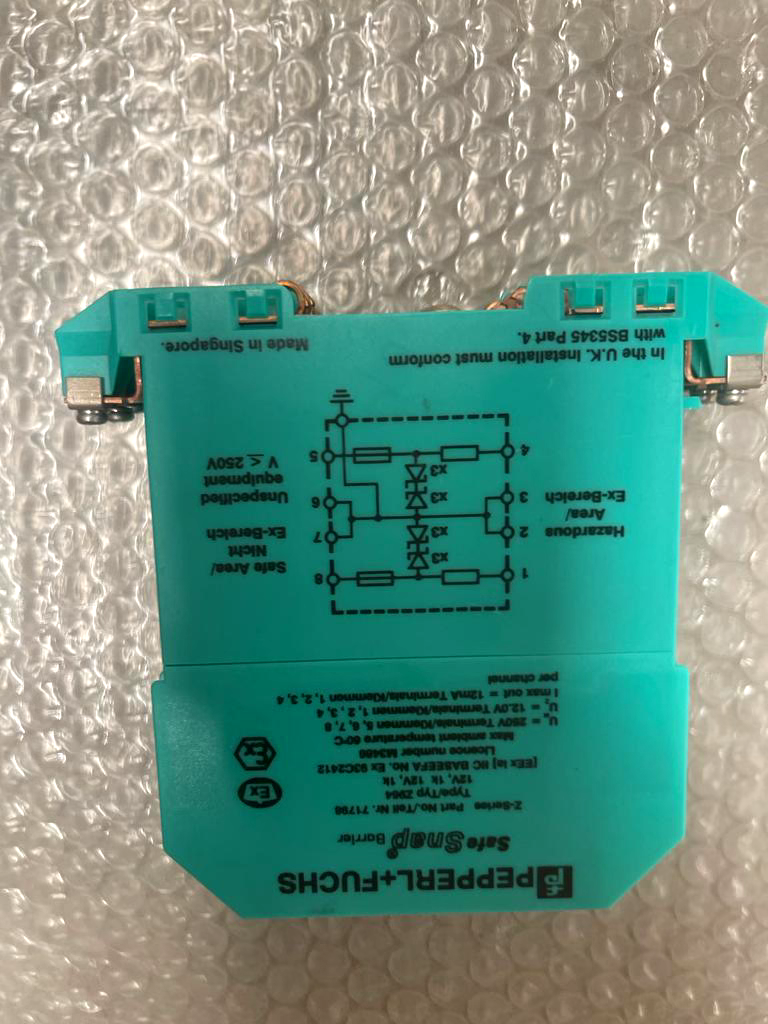 PEPPERL+FUCHS
Safe Snap Barrier
Z-Series Part No./Teil Nr. 71798
Type/Typ Z964
12V, 1k 12V, 1k
[EEx ia] IIC BASEEFA No. Ex 93C2412
Licence number M3486
Max ambient temperature 60°C
Um 250V Terminals/Klemmen 5, 6, 7, 8
Uz = 12.0V Terminals/Klemmen 1, 2, 3, 4
I max out = 12mA Terminals/Klemmen 1, 2, 3, 4
per channel
Ex
Ex
1
8
x3
Hazardous
Area/
Ex-Bereich
2
7
x3
Safe Area/
Nicht
Ex-Bereich
3
6
x3
Unspecified
equipment
V ≤ 250V
4
5
x3
In the U.K. Installation must conform
with BS5345 Part 4.
Made in Singapore.